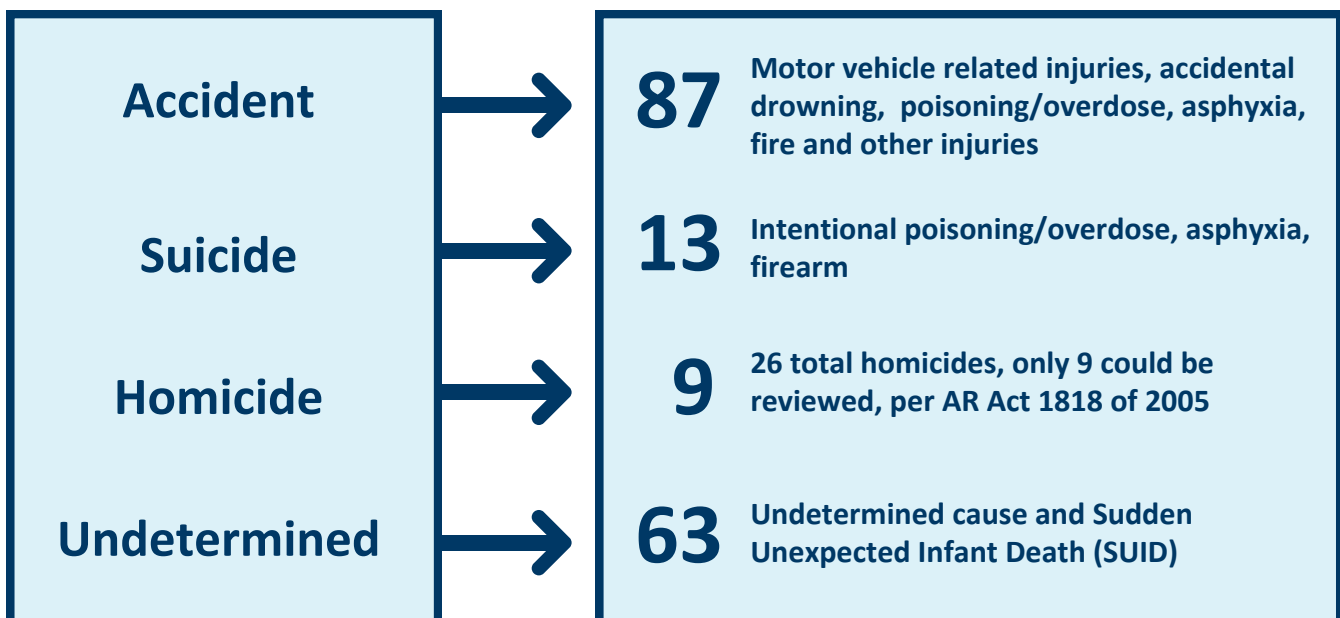 Accident
87
Motor vehicle related injuries, accidental
drowning,  poisoning/overdose, asphyxia,
fire and other injuries
Suicide
13
Intentional poisoning/overdose, asphyxia,
firearm
Homicide
9
26 total homicides, only 9 could be
reviewed, per AR Act 1818 of 2005
Undetermined
63
Undetermined cause and Sudden
Unexpected Infant Death (SUID)